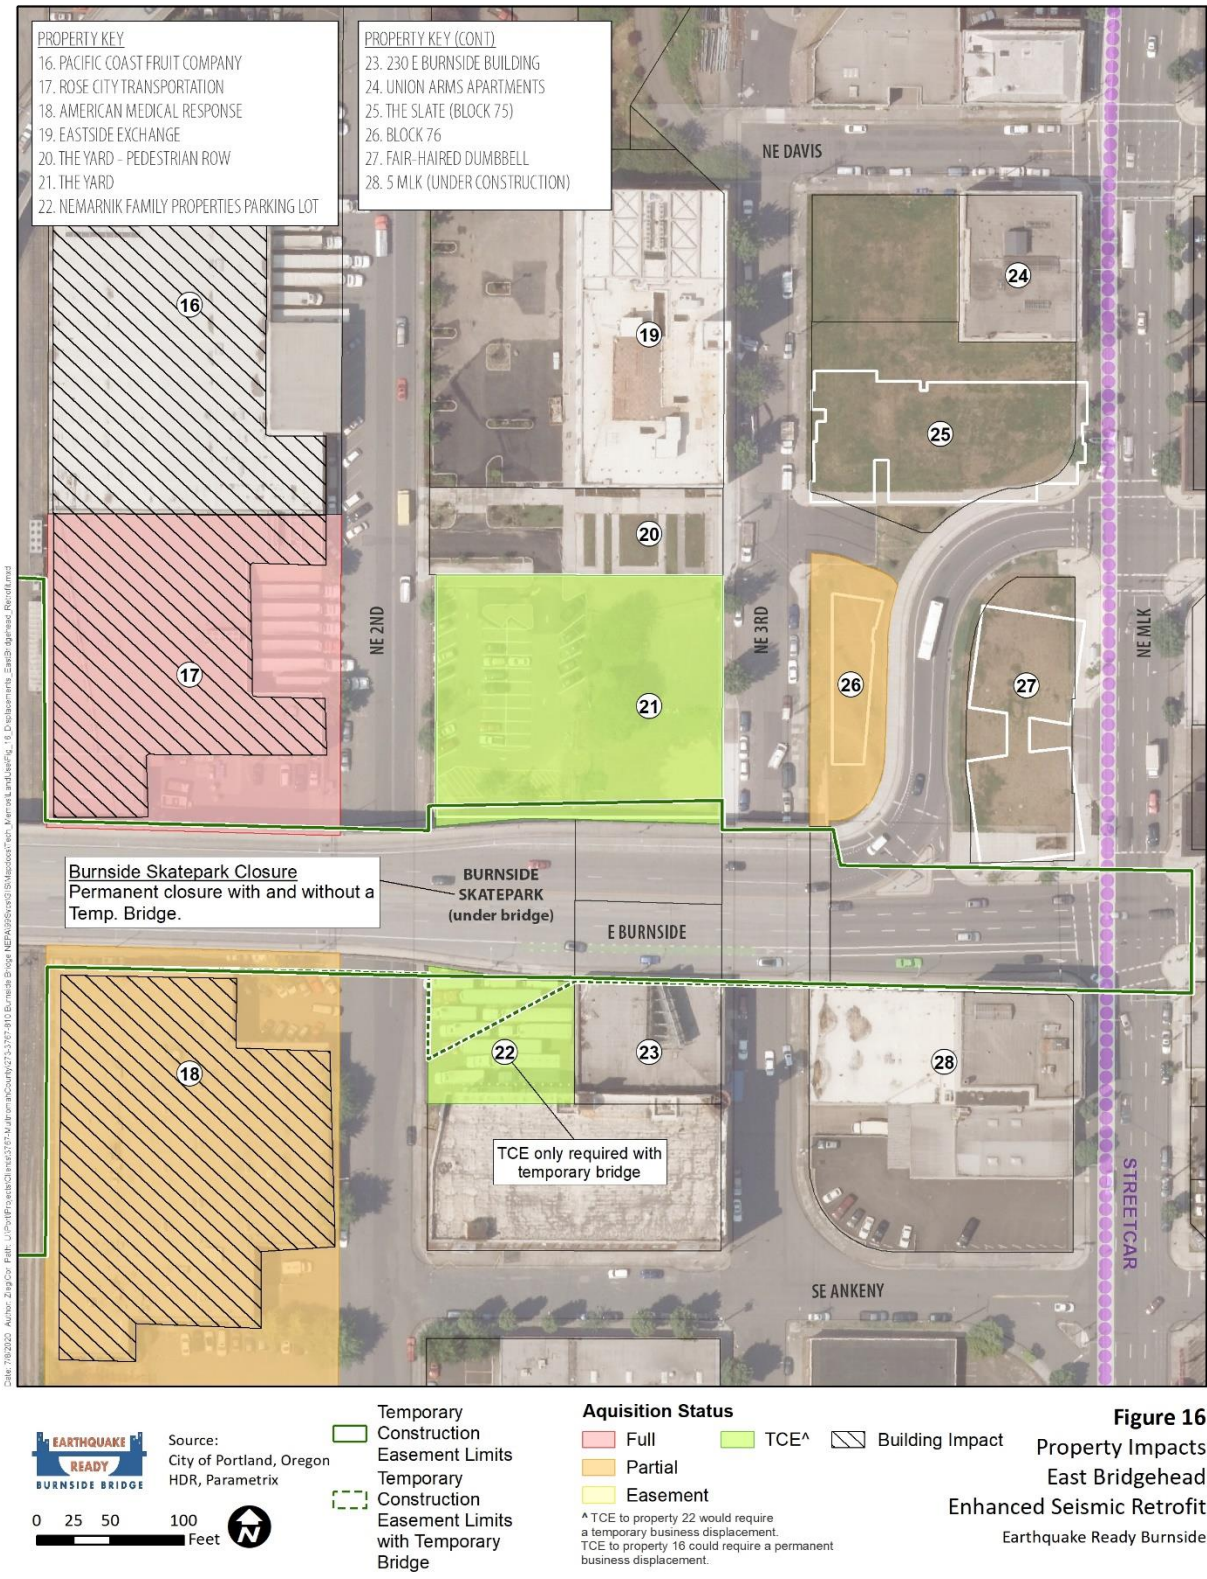 PROPERTY KEY
16. PACIFIC COAST FRUIT COMPANY
17. ROSE CITY TRANSPORTATION
18. AMERICAN MEDICAL RESPONSE
19. EASTSIDE EXCHANGE
20. THE YARD - PEDESTRIAN ROW
21. THE YARD
22. NEMARNIK FAMILY PROPERTIES PARKING LOT
PROPERTY KEY (CONT)
23. 230 E BURNSIDE BUILDING
24. UNION ARMS APARTMENTS
25. THE SLATE (BLOCK 75)
26. BLOCK 76
27. FAIR-HAIRED DUMBBELL
28. 5 MLK (UNDER CONSTRUCTION)
NE DAVIS
16
19
24
25
20
17
NE 2ND
21
NE 3RD
26
27
NE MLK
Burnside Skatepark Closure
Permanent closure with and without a
Temp. Bridge.
BURNSIDE
SKATEPARK
(under bridge)
E BURNSIDE
18
22
23
28
TCE only required with
temporary bridge
STREETCAR
SE ANKENY
EARTHQUAKE
READY
BURNSIDE BRIDGE
Source:
City of Portland, Oregon
HDR, Parametrix
0 25 50 100
Feet
N
Temporary
Construction
Easement Limits
Temporary
Construction
Easement Limits
with Temporary
Bridge
Aquisition Status
Full
TCE^
Building Impact
Partial
Easement
^ TCE to property 22 would require
a temporary business displacement.
TCE to property 16 could require a permanent
business displacement.
Figure 16
Property Impacts
East Bridgehead
Enhanced Seismic Retrofit
Earthquake Ready Burnside